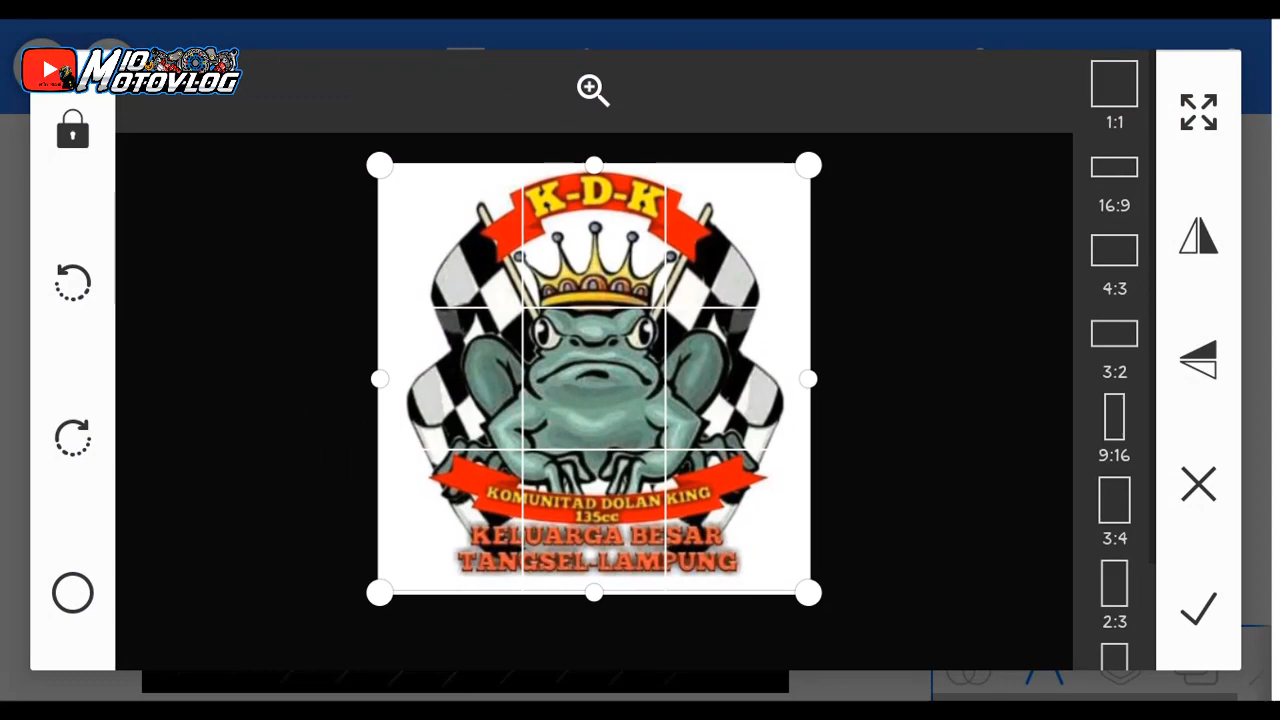 MIO
MOTOVLOG
1:1
16:9
4:3
3:2
9:16
3:4
2:3
K-D-K
KOMUNITAD DOLAN KING
135cc
KELUARGA BESAR
TANGSEL-LAMPUNG